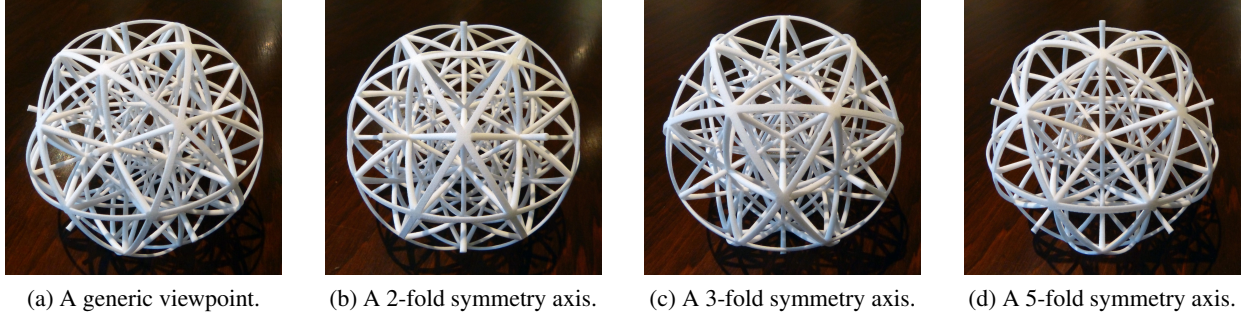 (a) A generic viewpoint.
(b) A 2-fold symmetry axis.
(c) A 3-fold symmetry axis.
(d) A 5-fold symmetry axis.